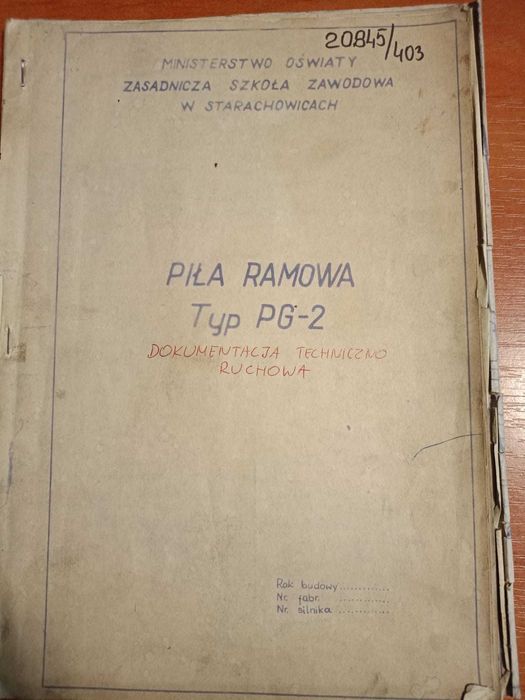 20845/403
MINISTERSTWO OŚWIATY
ZASADNICZA SZKOŁA ZAWODOWA
W STARACHOWICACH
PIŁA RAMOWA
Typ PG-2
DOKUMENTACJA TECHNICZNO
RUCHOWA
Rok budowy.............
Nr. fabr. .............
Nr. silnika .............